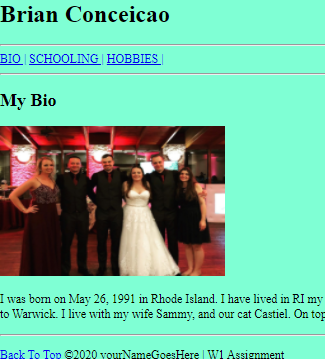 Brian Conceicao
BIO | SCHOOLING | HOBBIES |
My Bio
I was born on May 26, 1991 in Rhode Island. I have lived in RI my
to Warwick. I live with my wife Sammy, and our cat Castiel. On top
Back To Top ©2020 yourNameGoesHere | W1 Assignment